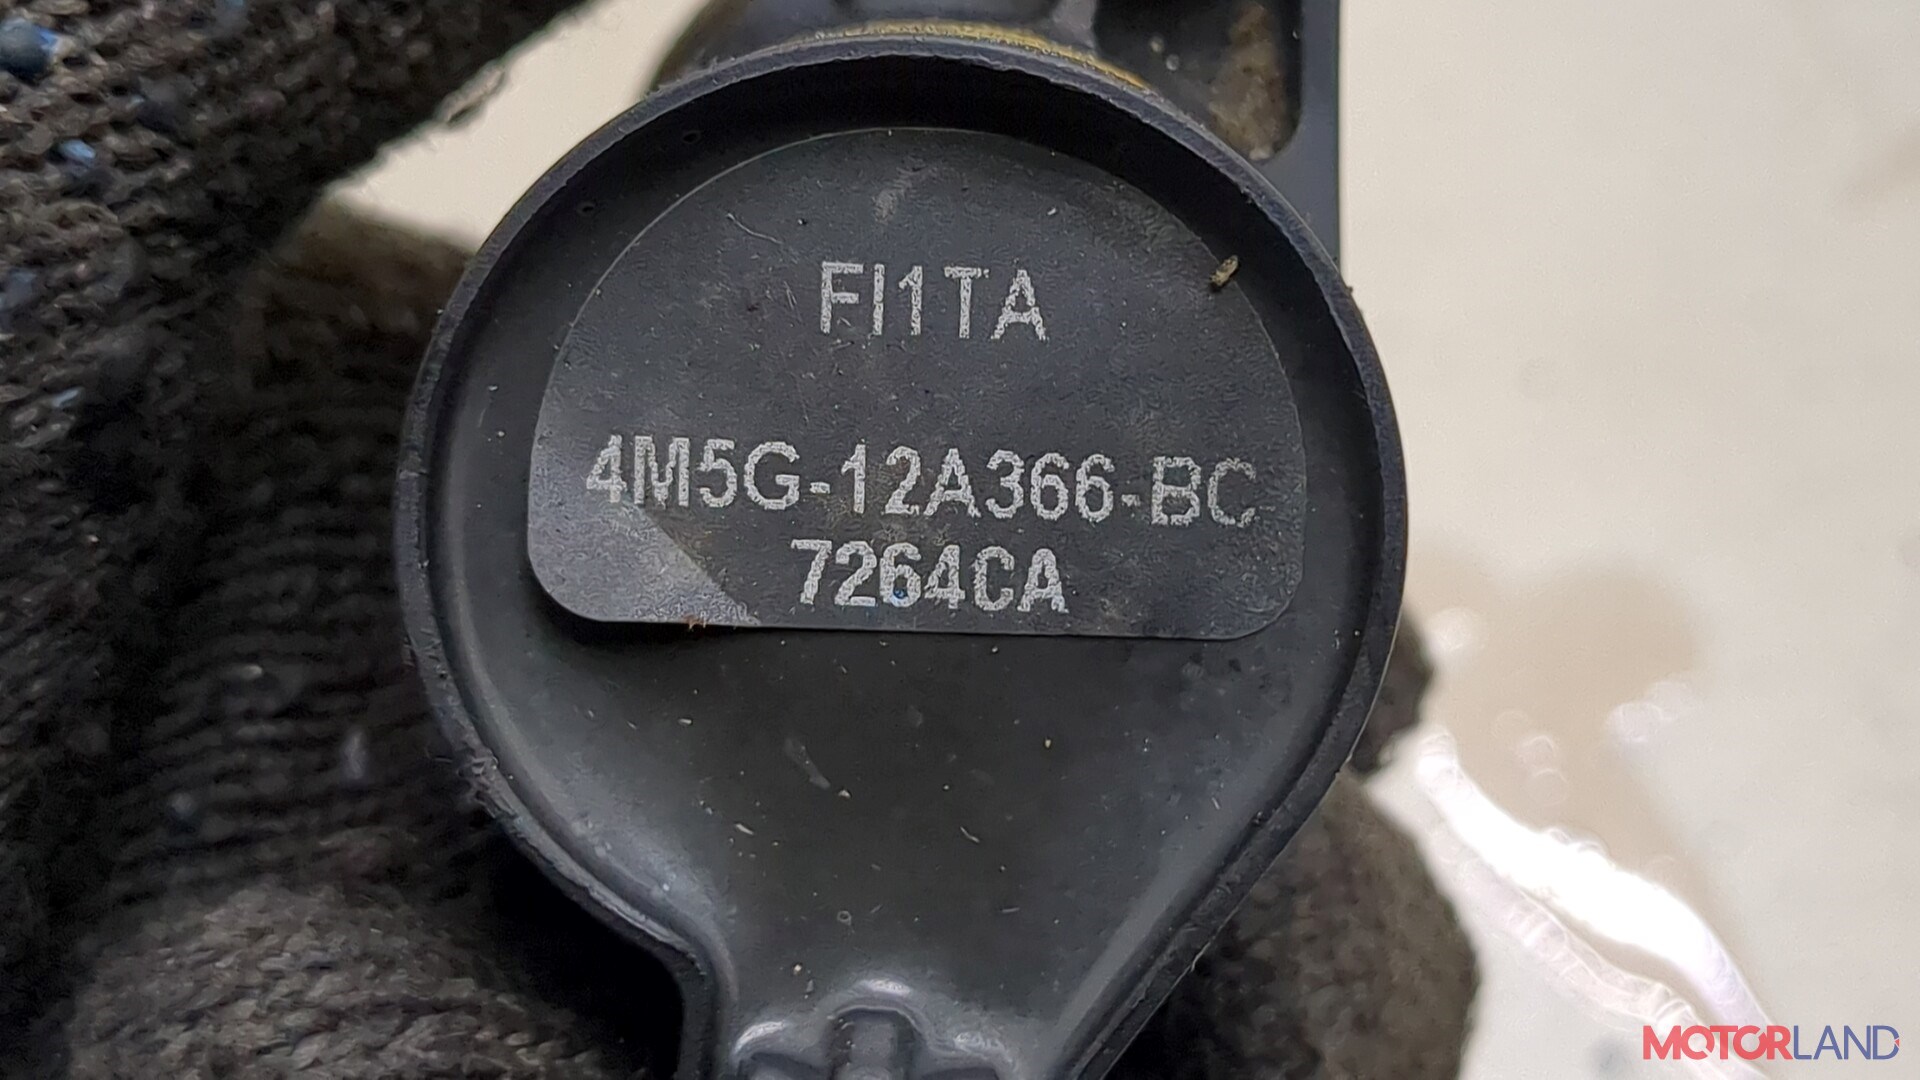 FI1TA
4M5G-12A366-BC
7264CA
MOTORLAND